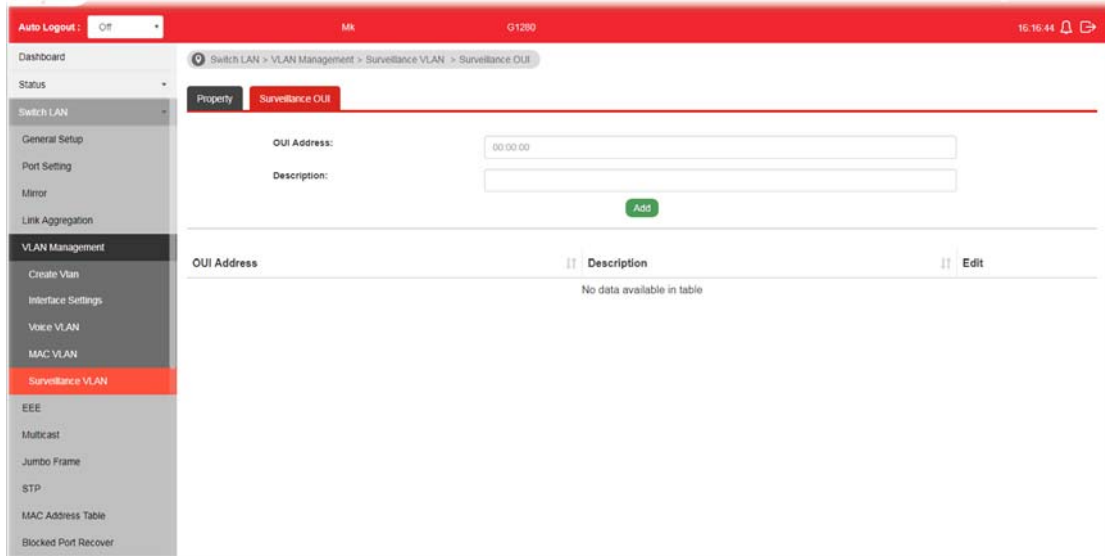 Auto Logout : Off Mk G1280 16:16:44
Dashboard
Status
Switch LAN
General Setup
Port Setting
Mirror
Link Aggregation
VLAN Management
Create Vlan
Interface Settings
Voice VLAN
MAC VLAN
Surveillance VLAN
EEE
Multicast
Jumbo Frame
STP
MAC Address Table
Blocked Port Recover
Switch LAN > VLAN Management > Surveillance VLAN > Surveillance OUI
Property Surveillance OUI
OUI Address: 00:00:00
Description:
Add
OUI Address Description Edit
No data available in table